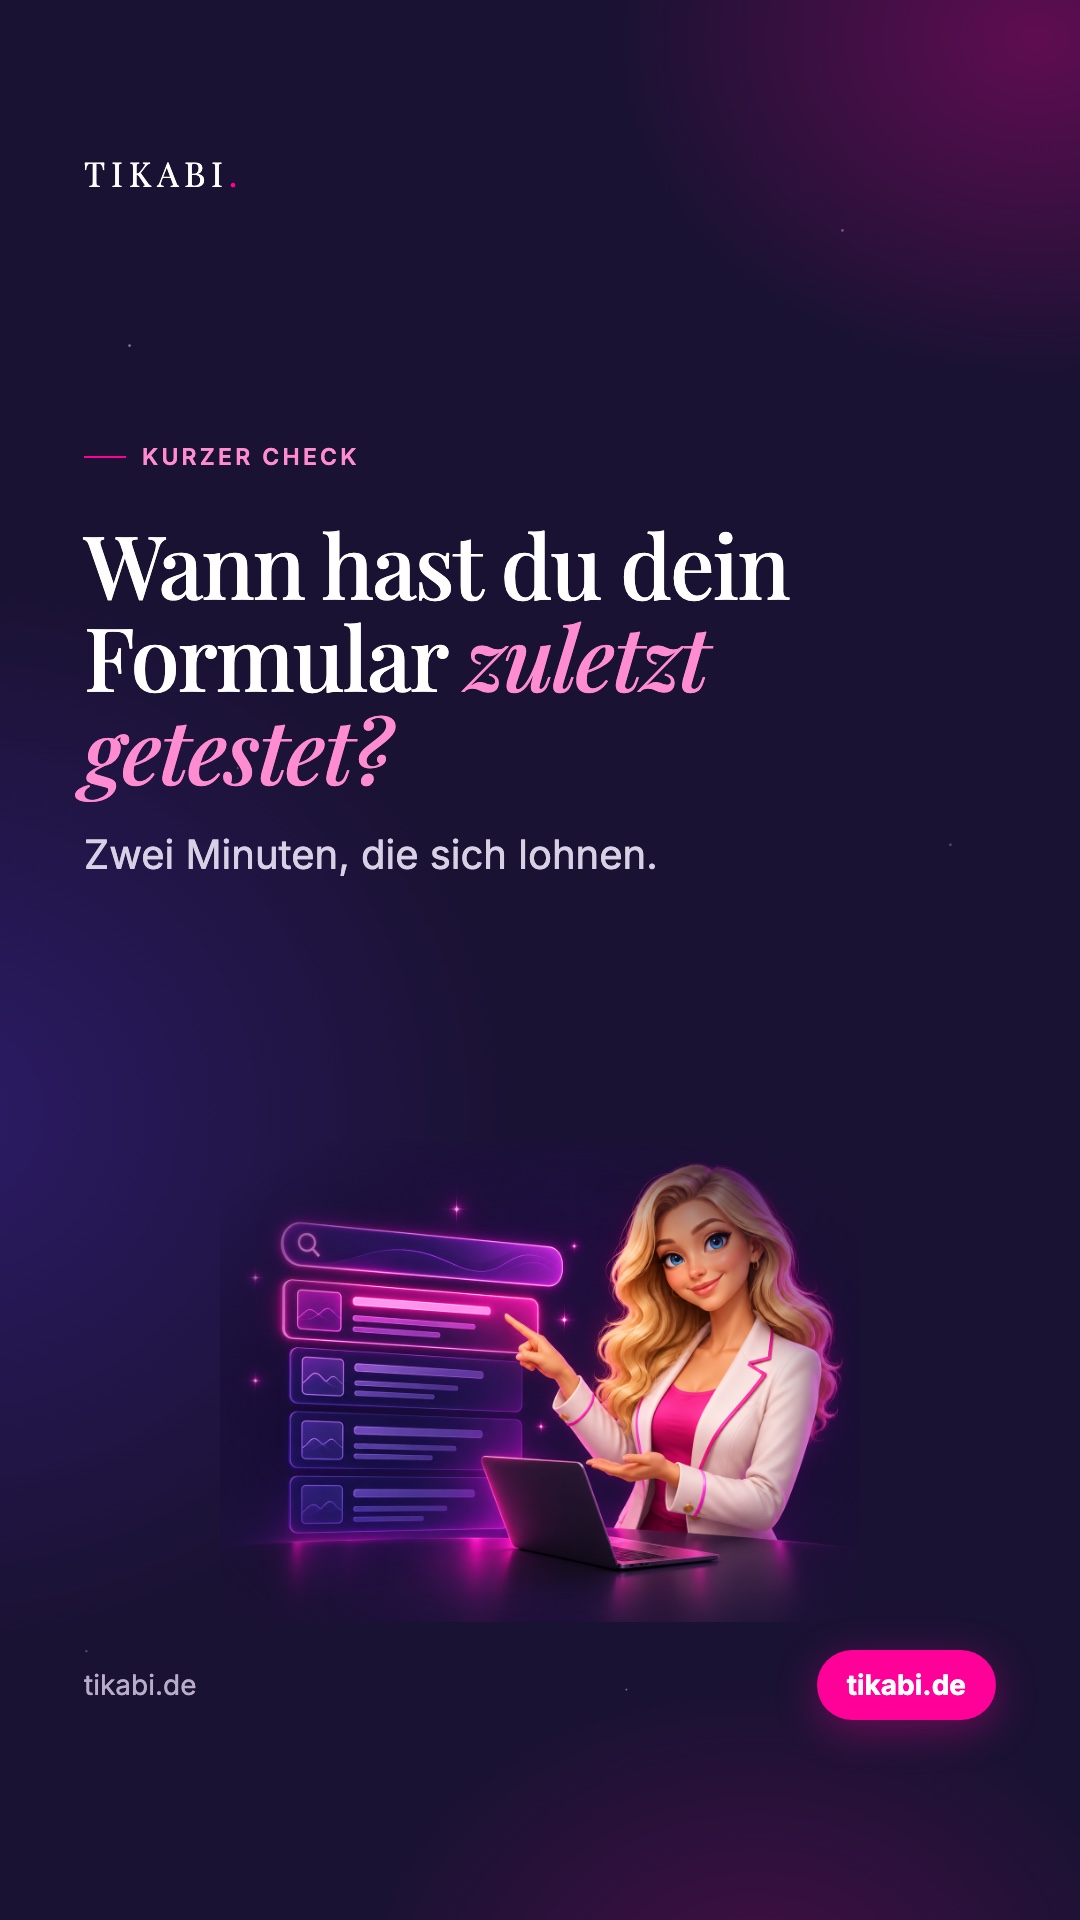 TIKABI.
KURZER CHECK
Wann hast du dein
Formular zuletzt
getestet?
Zwei Minuten, die sich lohnen.
tikabi.de
tikabi.de